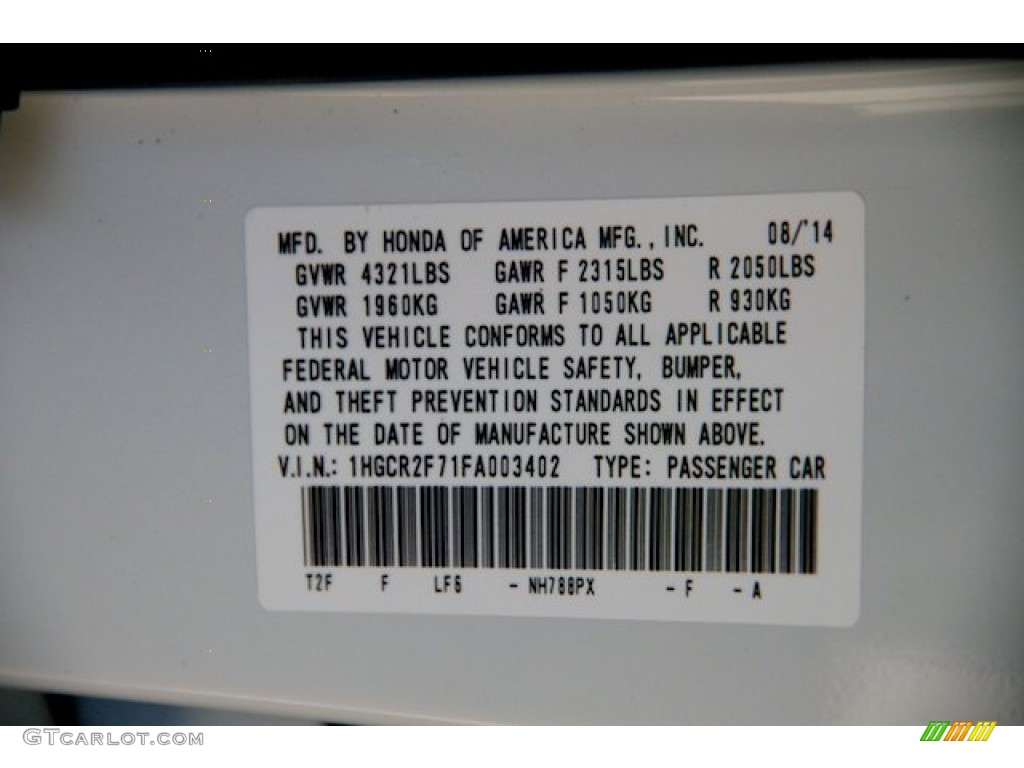 MFD. BY HONDA OF AMERICA MFG., INC. 08/'14
GVWR 4321LBS GAWR F 2315LBS R 2050LBS
GVWR 1960KG GAWR F 1050KG R 930KG
THIS VEHICLE CONFORMS TO ALL APPLICABLE
FEDERAL MOTOR VEHICLE SAFETY, BUMPER,
AND THEFT PREVENTION STANDARDS IN EFFECT
ON THE DATE OF MANUFACTURE SHOWN ABOVE.
V.I.N.: 1HGCR2F71FA003402 TYPE: PASSENGER CAR
T2F F LF6 - NH788PX - F - A
GTCARLOT.COM